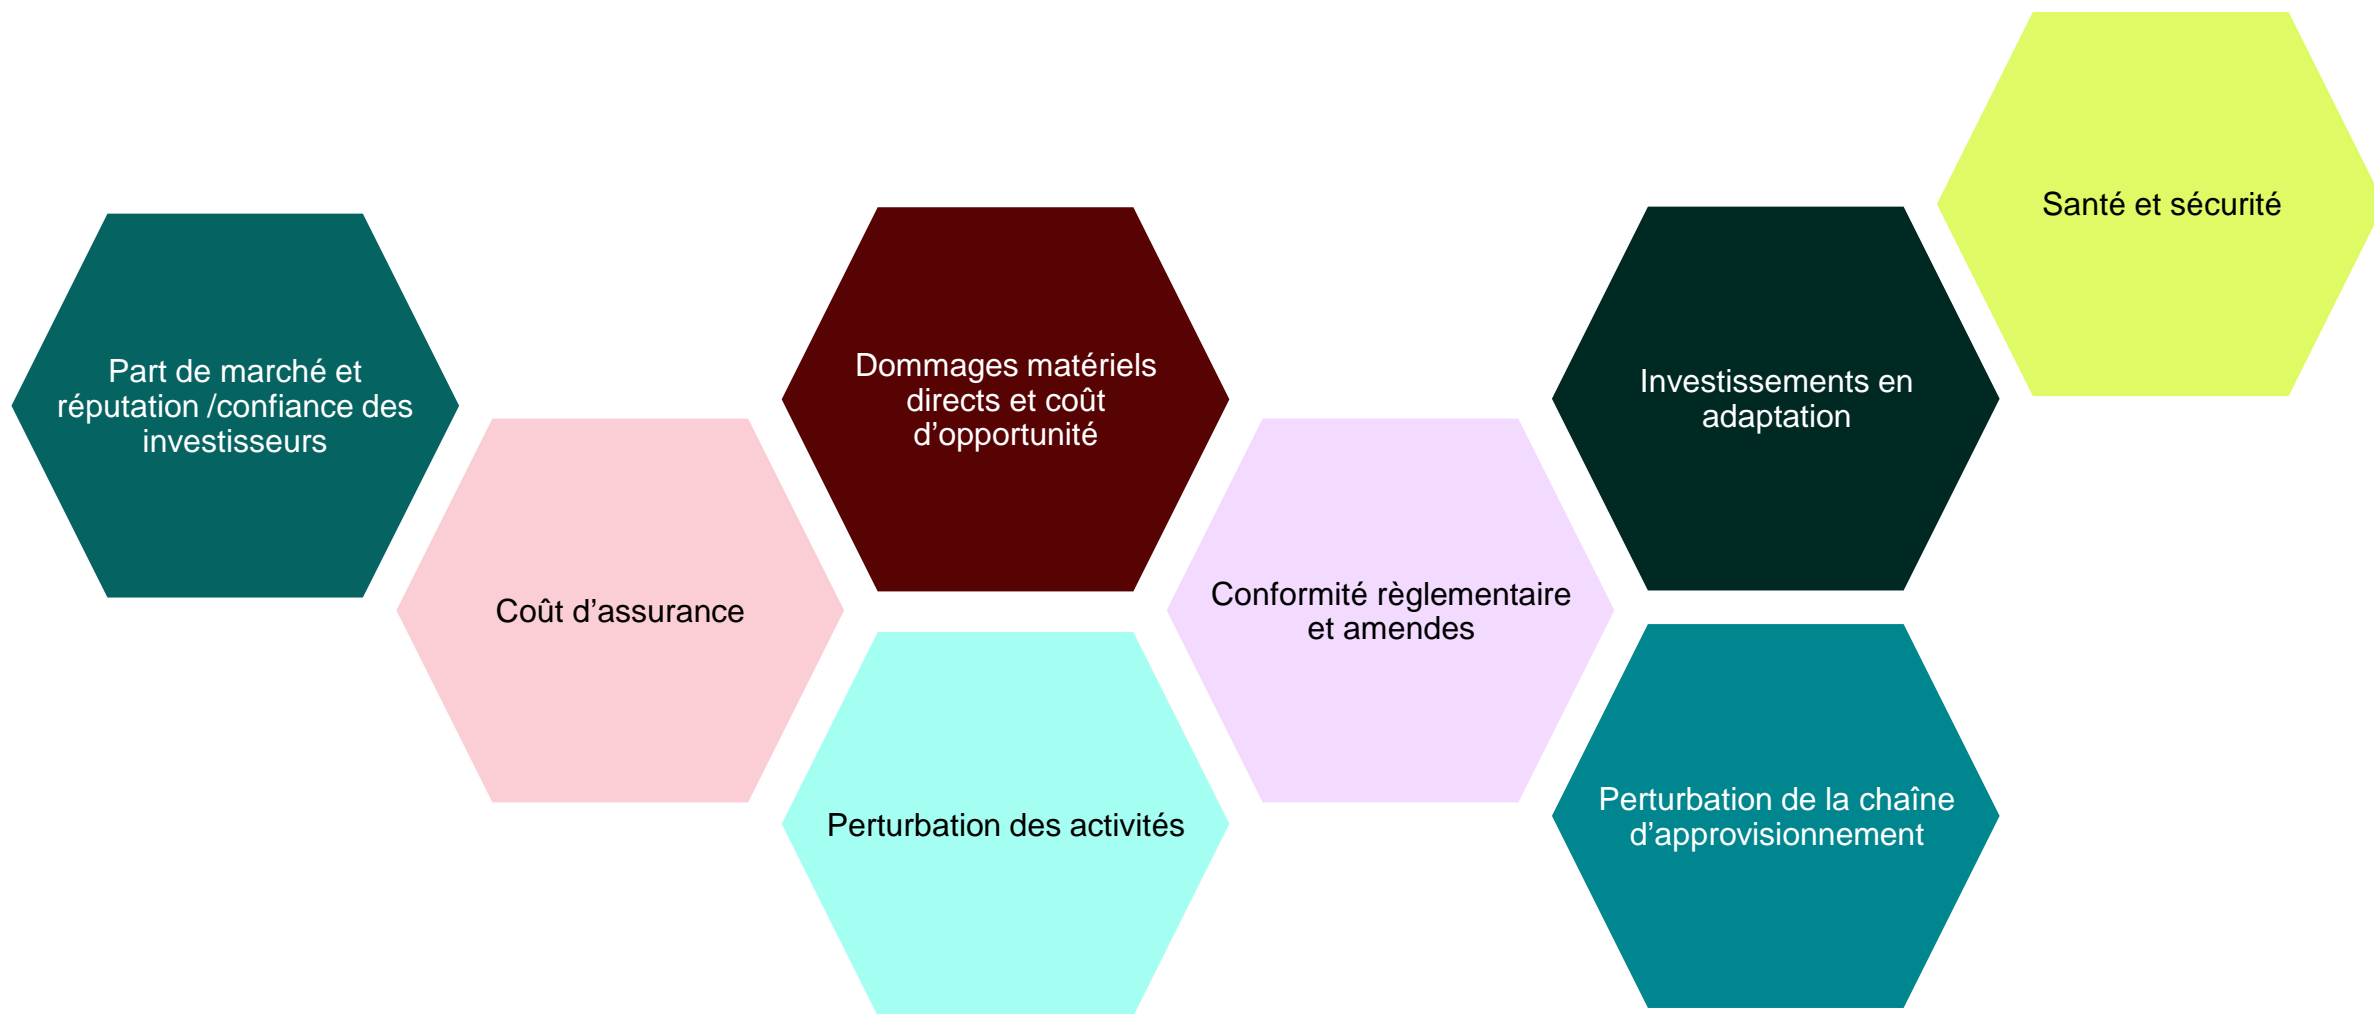 Part de marché et
réputation /confiance des
investisseurs
Coût d’assurance
Dommages matériels
directs et coût
d’opportunité
Perturbation des activités
Conformité règlementaire
et amendes
Investissements en
adaptation
Perturbation de la chaîne
d’approvisionnement
Santé et sécurité